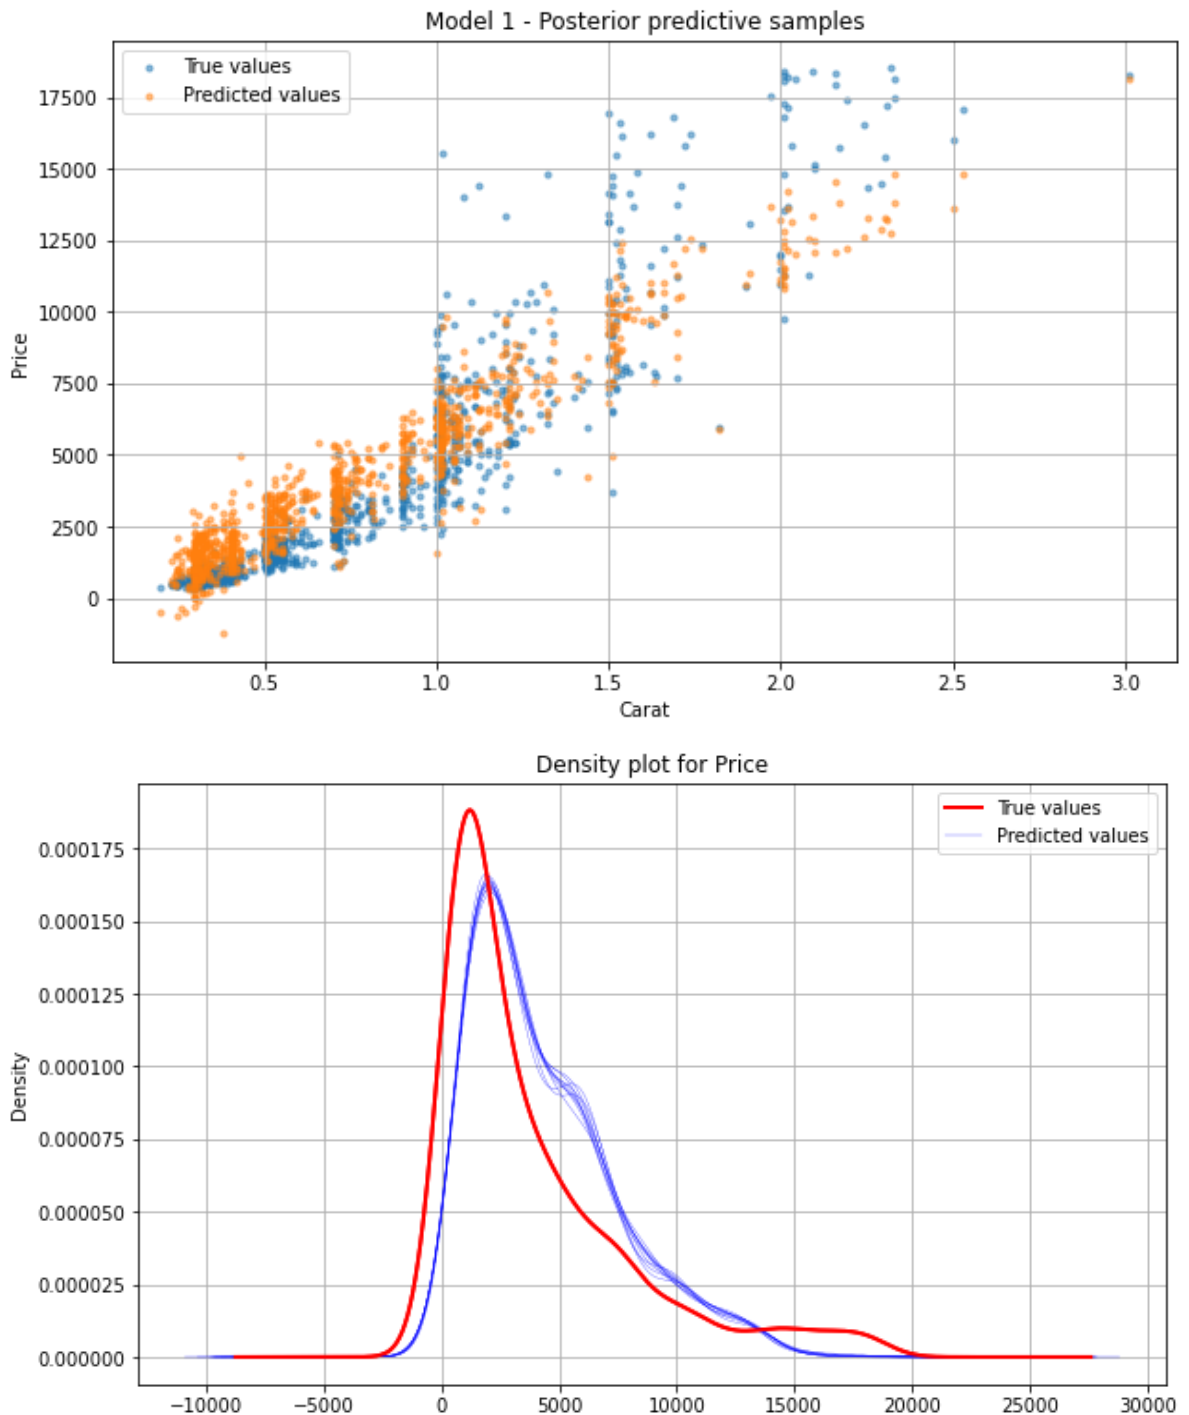 Model 1 - Posterior predictive samples
True values
Predicted values
17500
15000
12500
10000
7500
5000
2500
0
Price
0.5 1.0 1.5 2.0 2.5 3.0
Carat
Density plot for Price
True values
Predicted values
0.000175
0.000150
0.000125
0.000100
0.000075
0.000050
0.000025
0.000000
Density
−10000 −5000 0 5000 10000 15000 20000 25000 30000